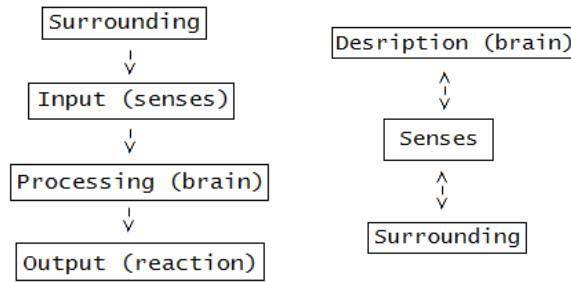 Surrounding
Input (senses)
Processing (brain)
Output (reaction)
Desription (brain)
Senses
Surrounding